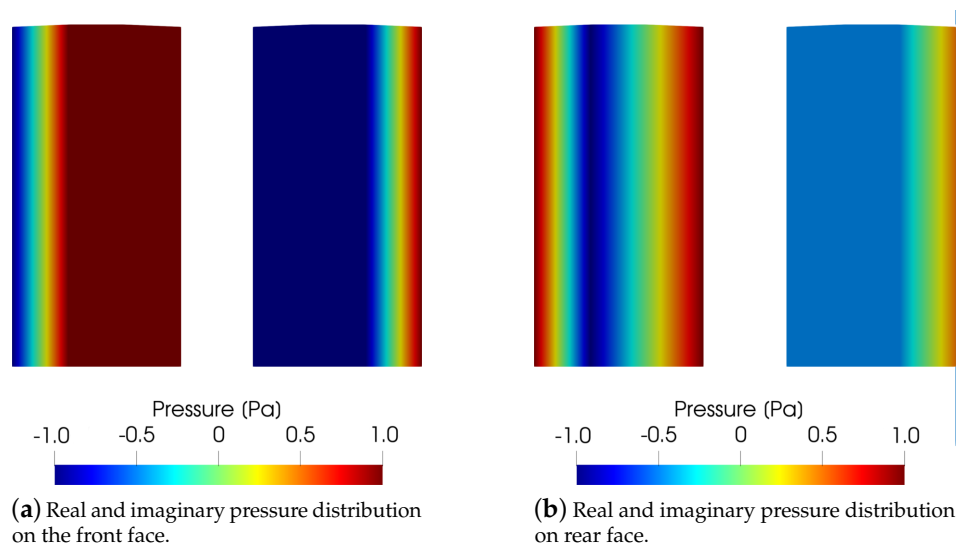 Pressure (Pa)
-1.0 -0.5 0 0.5 1.0
(a) Real and imaginary pressure distribution
on the front face.
Pressure (Pa)
-1.0 -0.5 0 0.5 1.0
(b) Real and imaginary pressure distribution
on rear face.